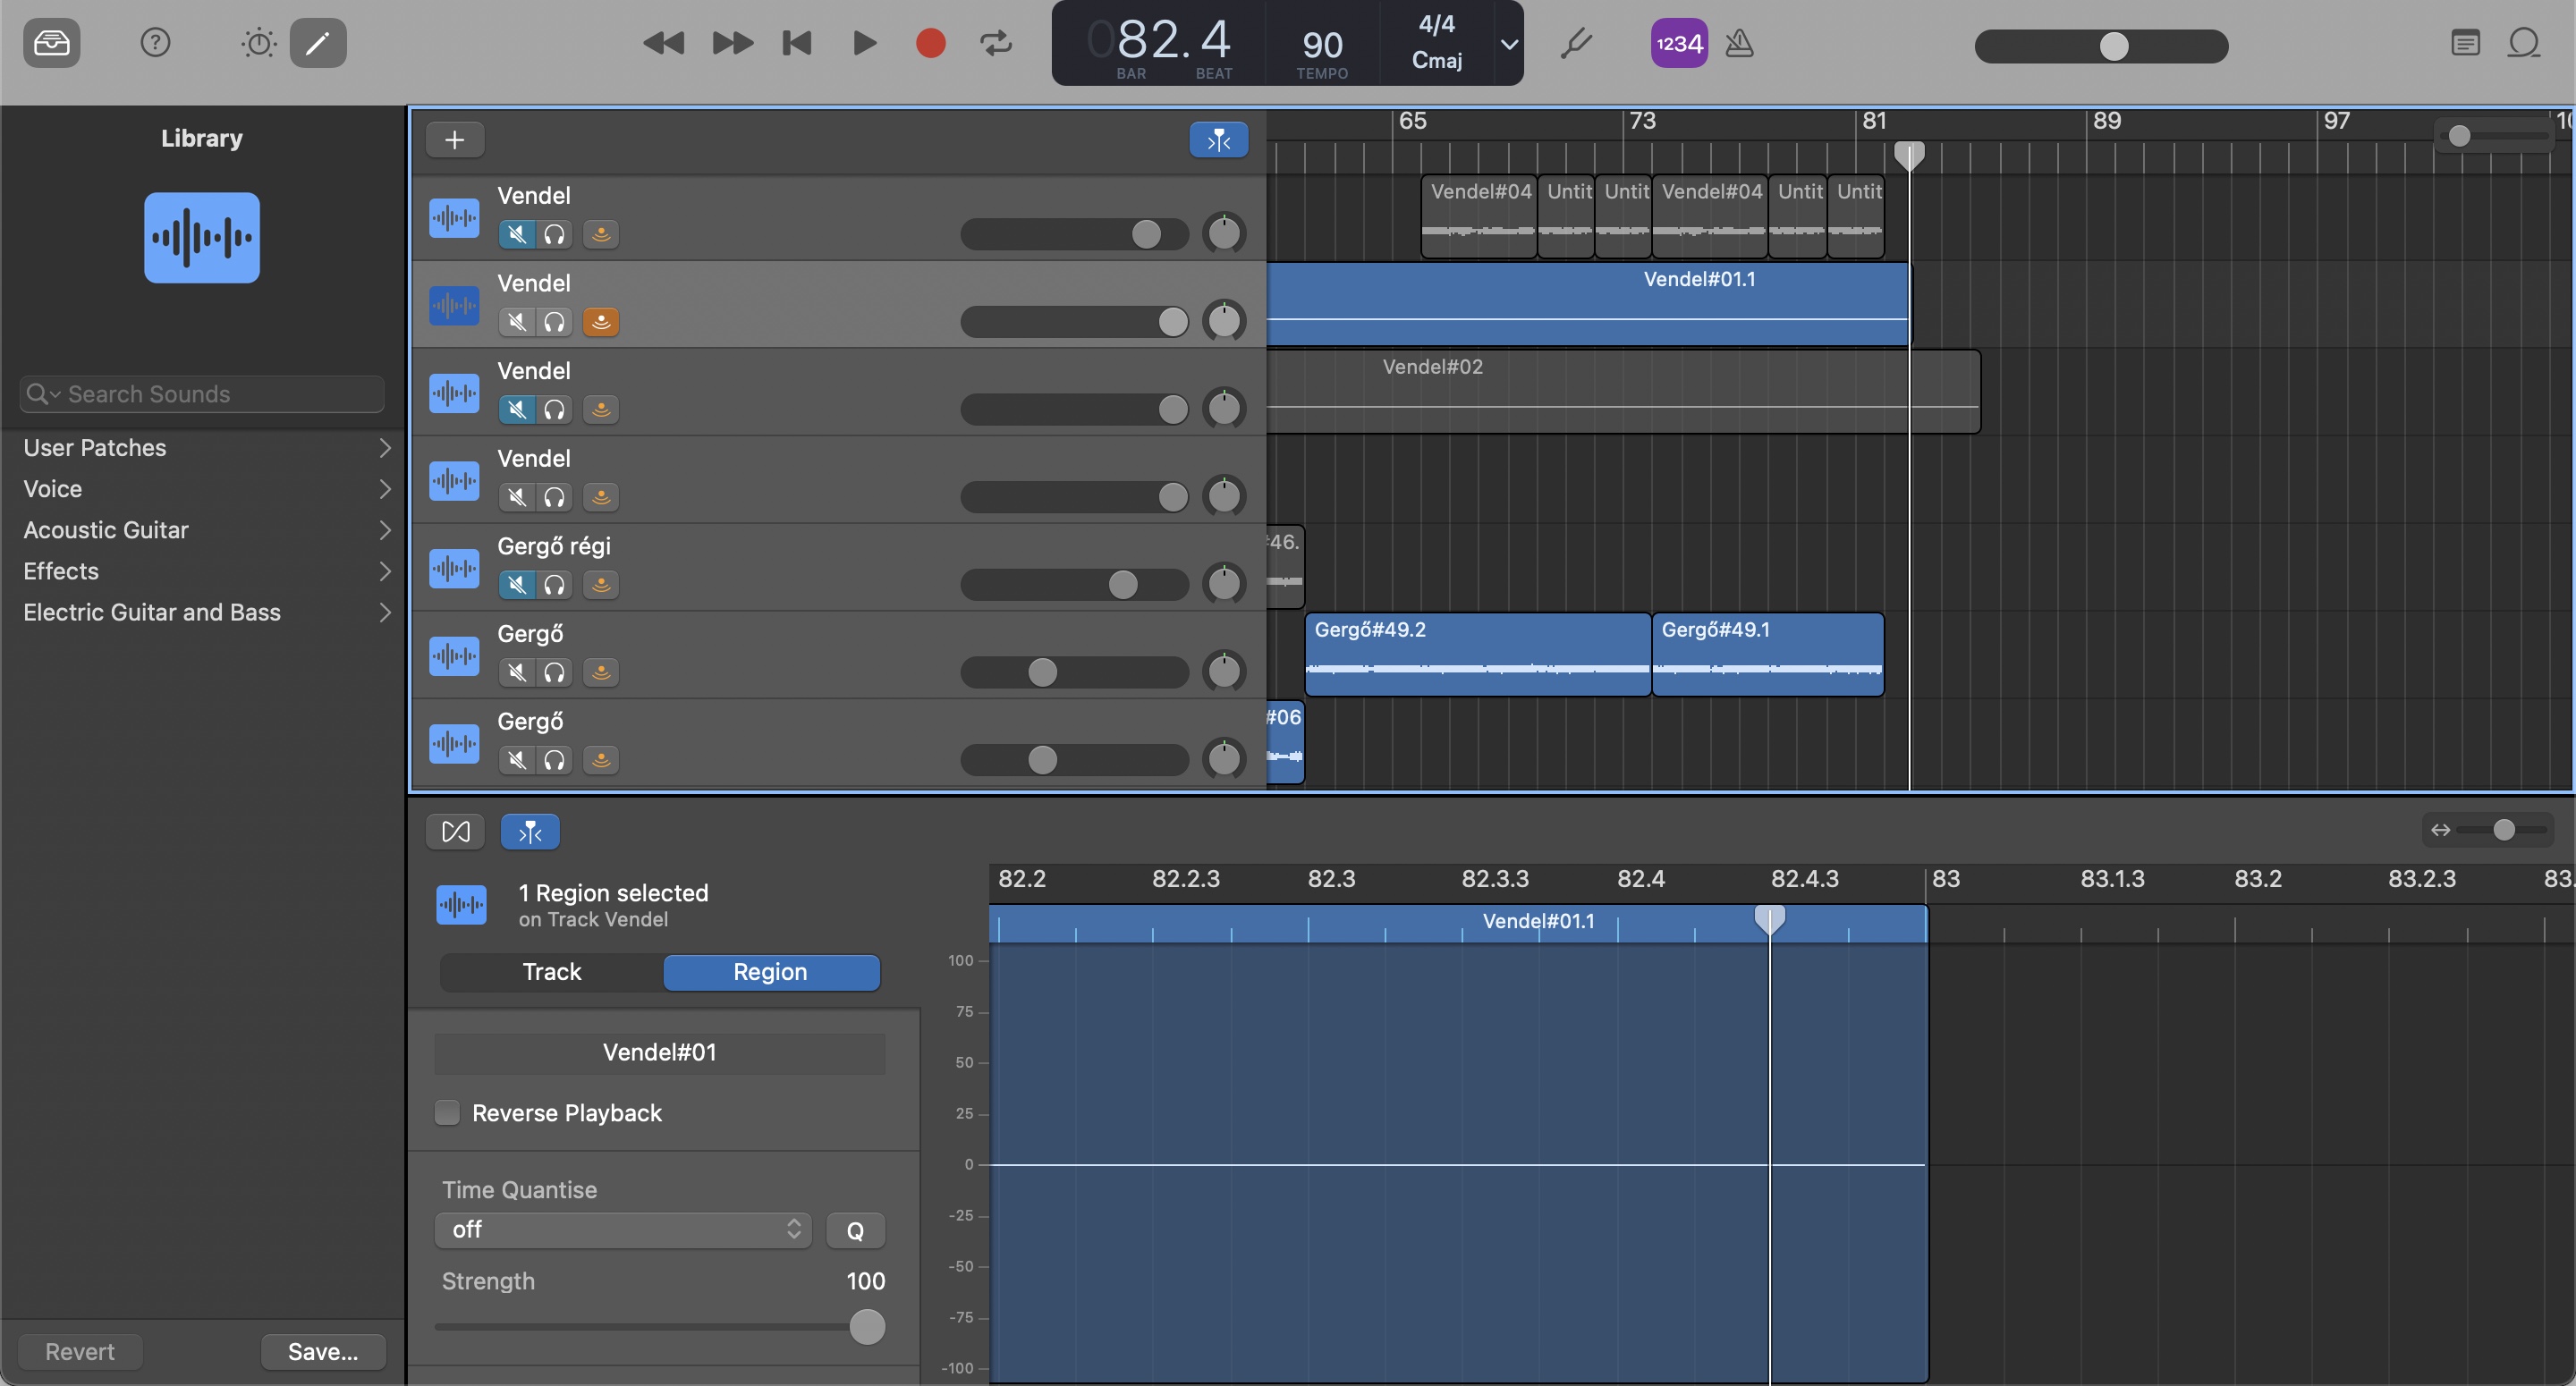 082.4
BAR BEAT
90
TEMPO
4/4
Cmaj
1234
Library
Search Sounds
User Patches
Voice
Acoustic Guitar
Effects
Electric Guitar and Bass
Revert
Save...
65 73 81 89 97
Vendel
Vendel#04 Untit Untit Vendel#04 Untit Untit
Vendel
Vendel#01.1
Vendel
Vendel#02
Vendel
Gergő régi
#46.
Gergő
Gergő#49.2 Gergő#49.1
Gergő
#06
1 Region selected
on Track Vendel
Track Region
Vendel#01
Reverse Playback
Time Quantise
off Q
Strength 100
82.2 82.2.3 82.3 82.3.3 82.4 82.4.3 83 83.1.3 83.2 83.2.3 83.
Vendel#01.1
100
75
50
25
0
-25
-50
-75
-100